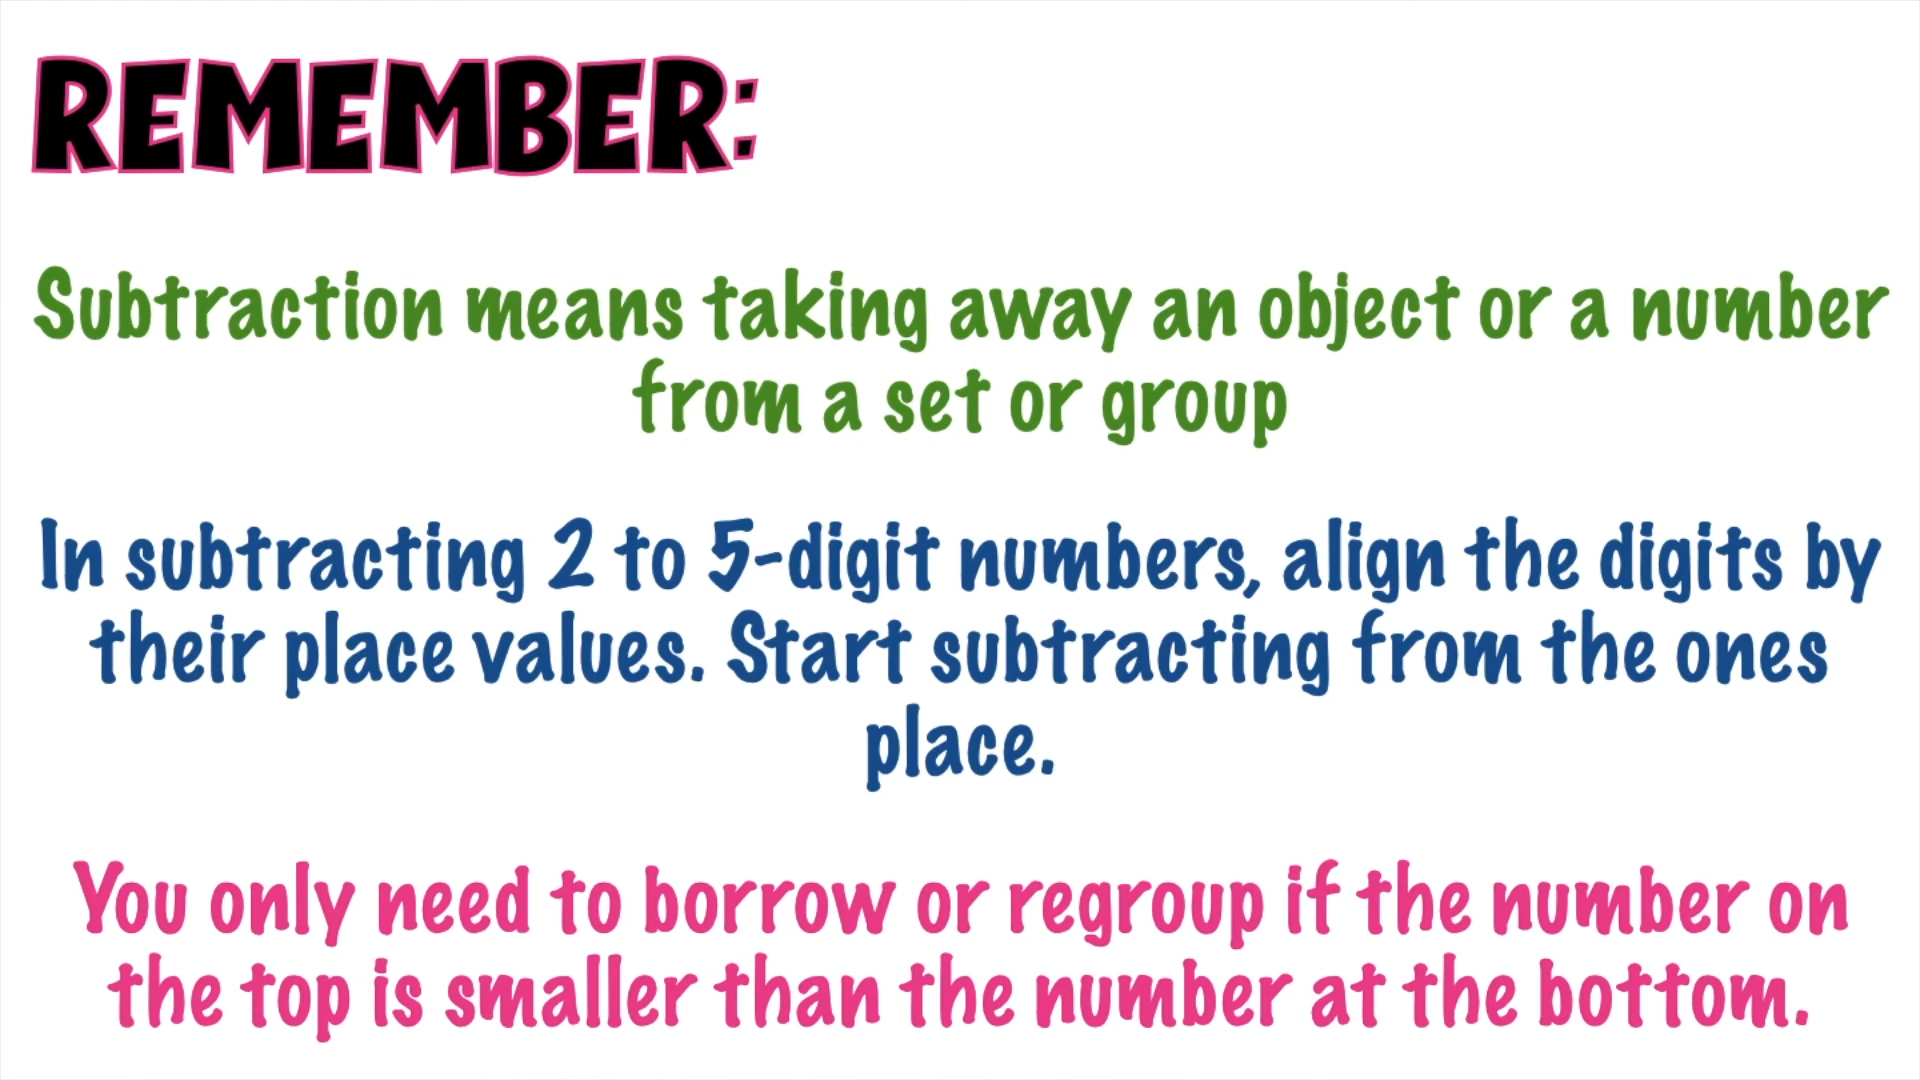 REMEMBER:
Subtraction means taking away an object or a number
from a set or group
In subtracting 2 to 5-digit numbers, align the digits by
their place values. Start subtracting from the ones
place.
You only need to borrow or regroup if the number on
the top is smaller than the number at the bottom.